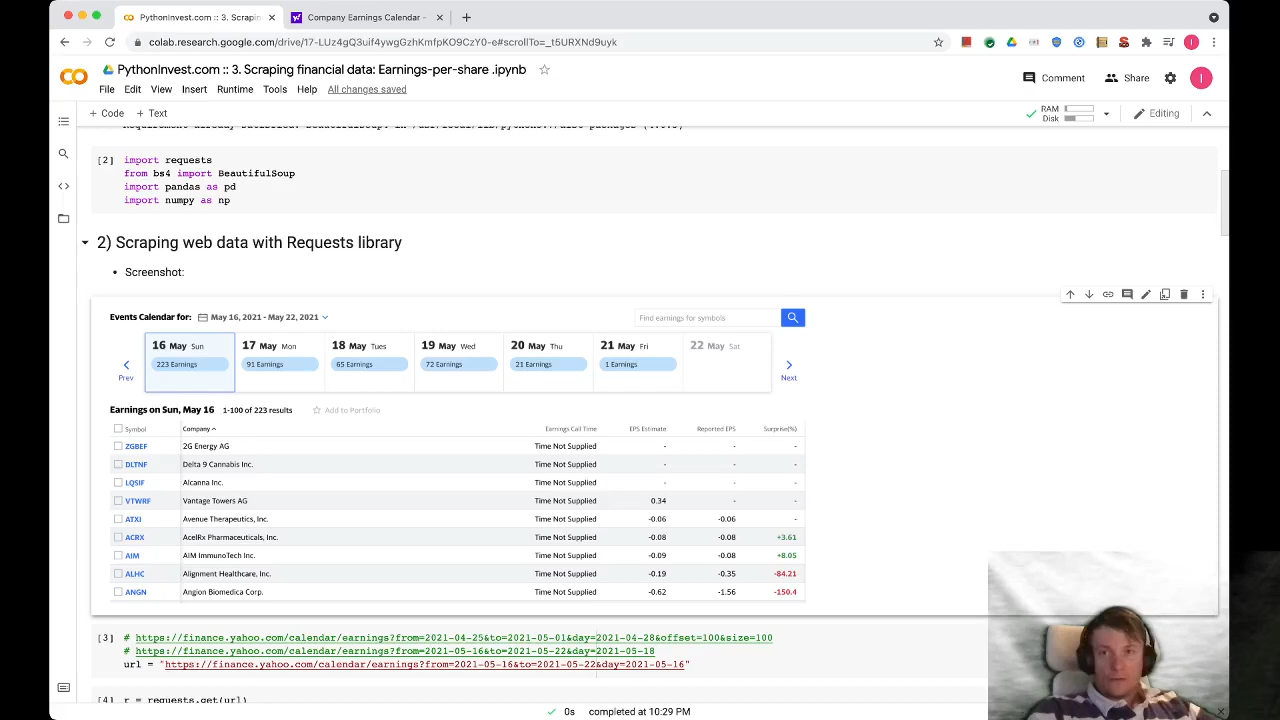 PythonInvest.com :: 3. Scrapin
Company Earnings Calendar -
colab.research.google.com/drive/17-LUz4gQ3uif4ywgGzhKmfpKO9CzY0-e#scrollTo=_t5URXNd9uyk
PythonInvest.com :: 3. Scraping financial data: Earnings-per-share .ipynb
Comment
Share
I
File Edit View Insert Runtime Tools Help All changes saved
+ Code + Text
RAM
Disk
Editing
[2] import requests
from bs4 import BeautifulSoup
import pandas as pd
import numpy as np
2) Scraping web data with Requests library
• Screenshot:
Events Calendar for: May 16, 2021 - May 22, 2021
Find earnings for symbols
16 May Sun 17 May Mon 18 May Tues 19 May Wed 20 May Thu 21 May Fri 22 May Sat
223 Earnings 91 Earnings 65 Earnings 72 Earnings 21 Earnings 1 Earnings
Prev Next
Earnings on Sun, May 16 1-100 of 223 results Add to Portfolio
Symbol Company Earnings Call Time EPS Estimate Reported EPS Surprise(%)
ZGBEF 2G Energy AG Time Not Supplied - - -
DLTNF Delta 9 Cannabis Inc. Time Not Supplied - - -
LQSIF Alcanna Inc. Time Not Supplied - - -
VTWRF Vantage Towers AG Time Not Supplied 0.34 - -
ATXI Avenue Therapeutics, Inc. Time Not Supplied -0.06 -0.06 -
ACRX AcelRx Pharmaceuticals, Inc. Time Not Supplied -0.08 -0.08 +3.61
AIM AIM ImmunoTech Inc. Time Not Supplied -0.09 -0.08 +8.05
ALHC Alignment Healthcare, Inc. Time Not Supplied -0.19 -0.35 -84.21
ANGN Angion Biomedica Corp. Time Not Supplied -0.62 -1.56 -150.4
[3] # https://finance.yahoo.com/calendar/earnings?from=2021-04-25&to=2021-05-01&day=2021-04-28&offset=100&size=100
# https://finance.yahoo.com/calendar/earnings?from=2021-05-16&to=2021-05-22&day=2021-05-18
url = "https://finance.yahoo.com/calendar/earnings?from=2021-05-16&to=2021-05-22&day=2021-05-16"
[4] r = requests.get(url)
0s completed at 10:29 PM